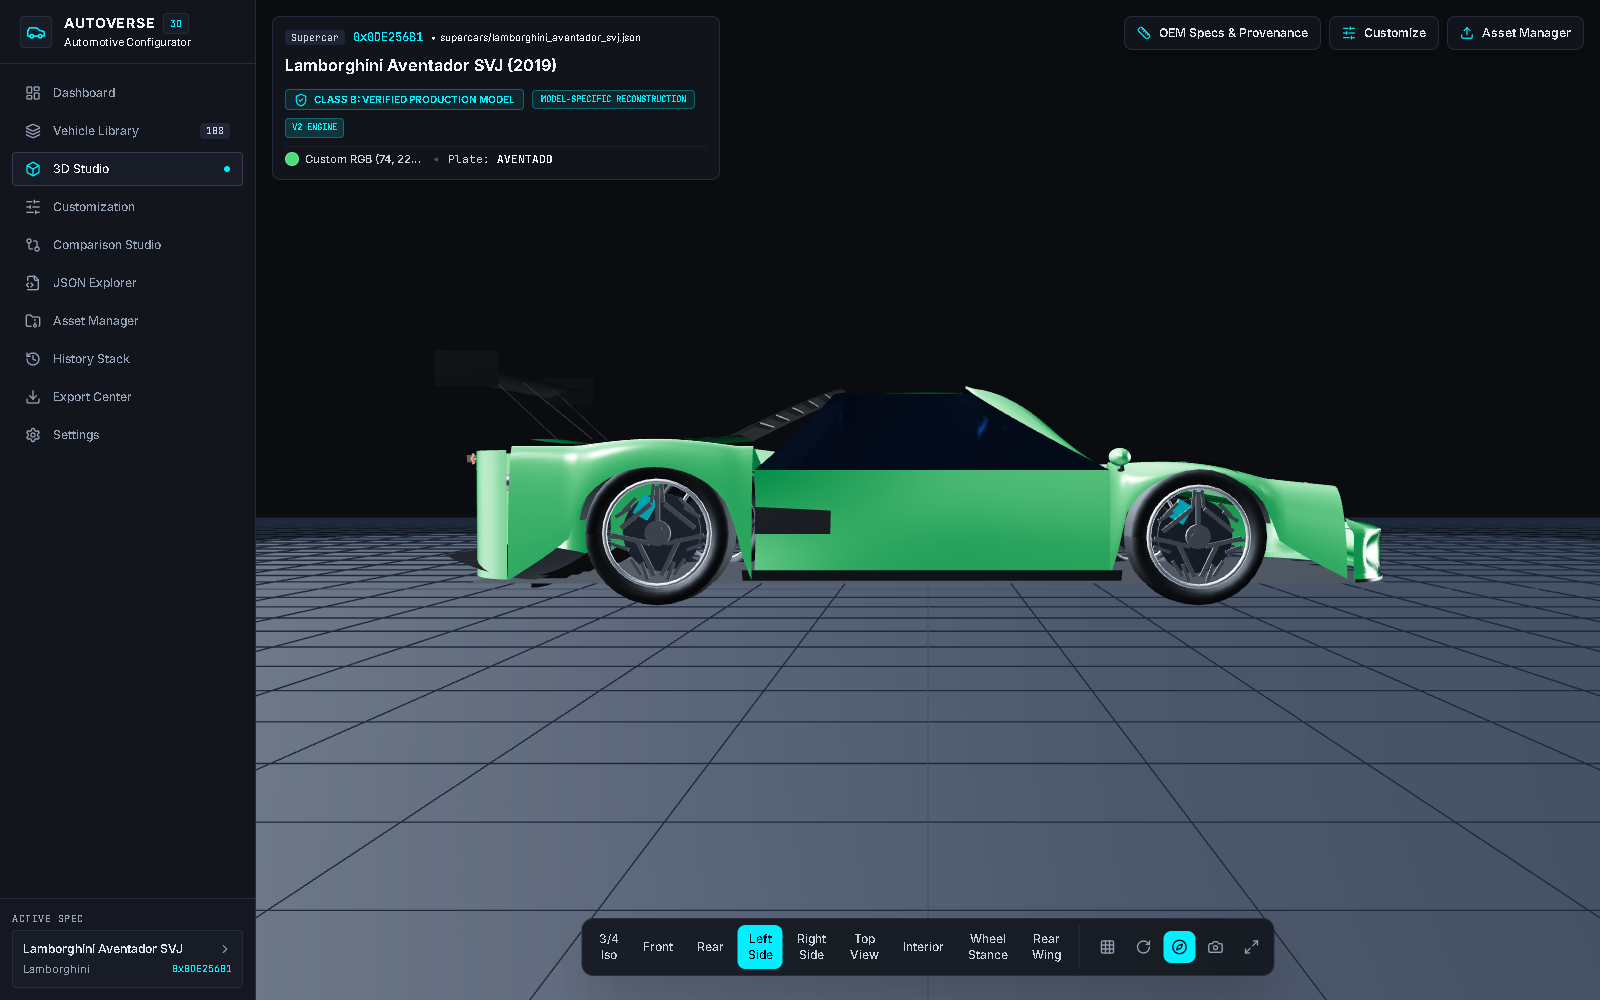 AUTOVERSE 3D
Automotive Configurator
Dashboard
Vehicle Library 188
3D Studio
Customization
Comparison Studio
JSON Explorer
Asset Manager
History Stack
Export Center
Settings
ACTIVE SPEC
Lamborghini Aventador SVJ
Lamborghini 0x0DE256B1
Supercar 0x0DE256B1 • supercars/lamborghini_aventador_svj.json
Lamborghini Aventador SVJ (2019)
CLASS B: VERIFIED PRODUCTION MODEL MODEL-SPECIFIC RECONSTRUCTION
V2 ENGINE
Custom RGB (74, 22... • Plate: AVENTADO
OEM Specs & Provenance Customize Asset Manager
3/4 Iso
Front
Rear
Left Side
Right Side
Top View
Interior
Wheel Stance
Rear Wing